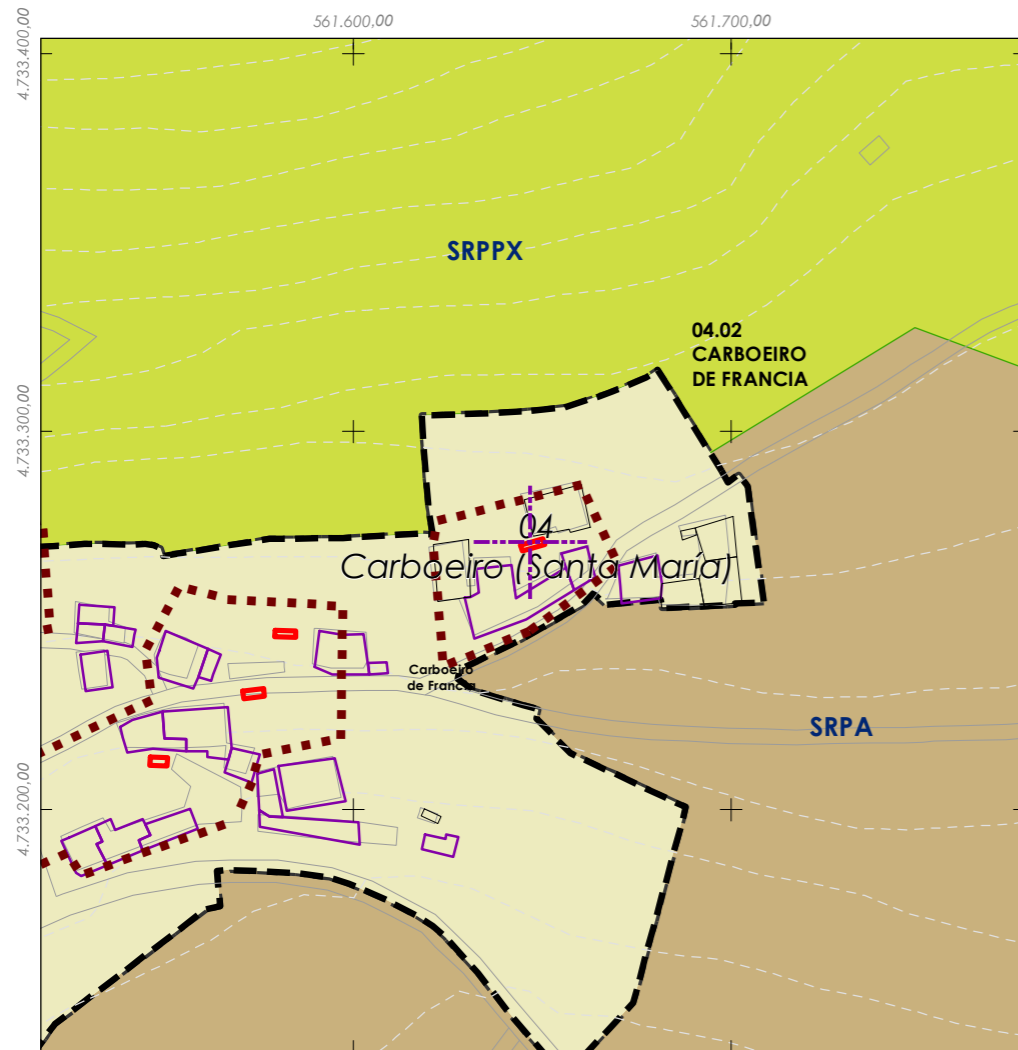 561.600,00
561.700,00
4.733.400,00
SRPPX
04.02
CARBOEIRO
DE FRANCIA
4.733.300,00
04
Carboeiro (Santa María)
Carboeiro
de Francia
SRPA
4.733.200,00